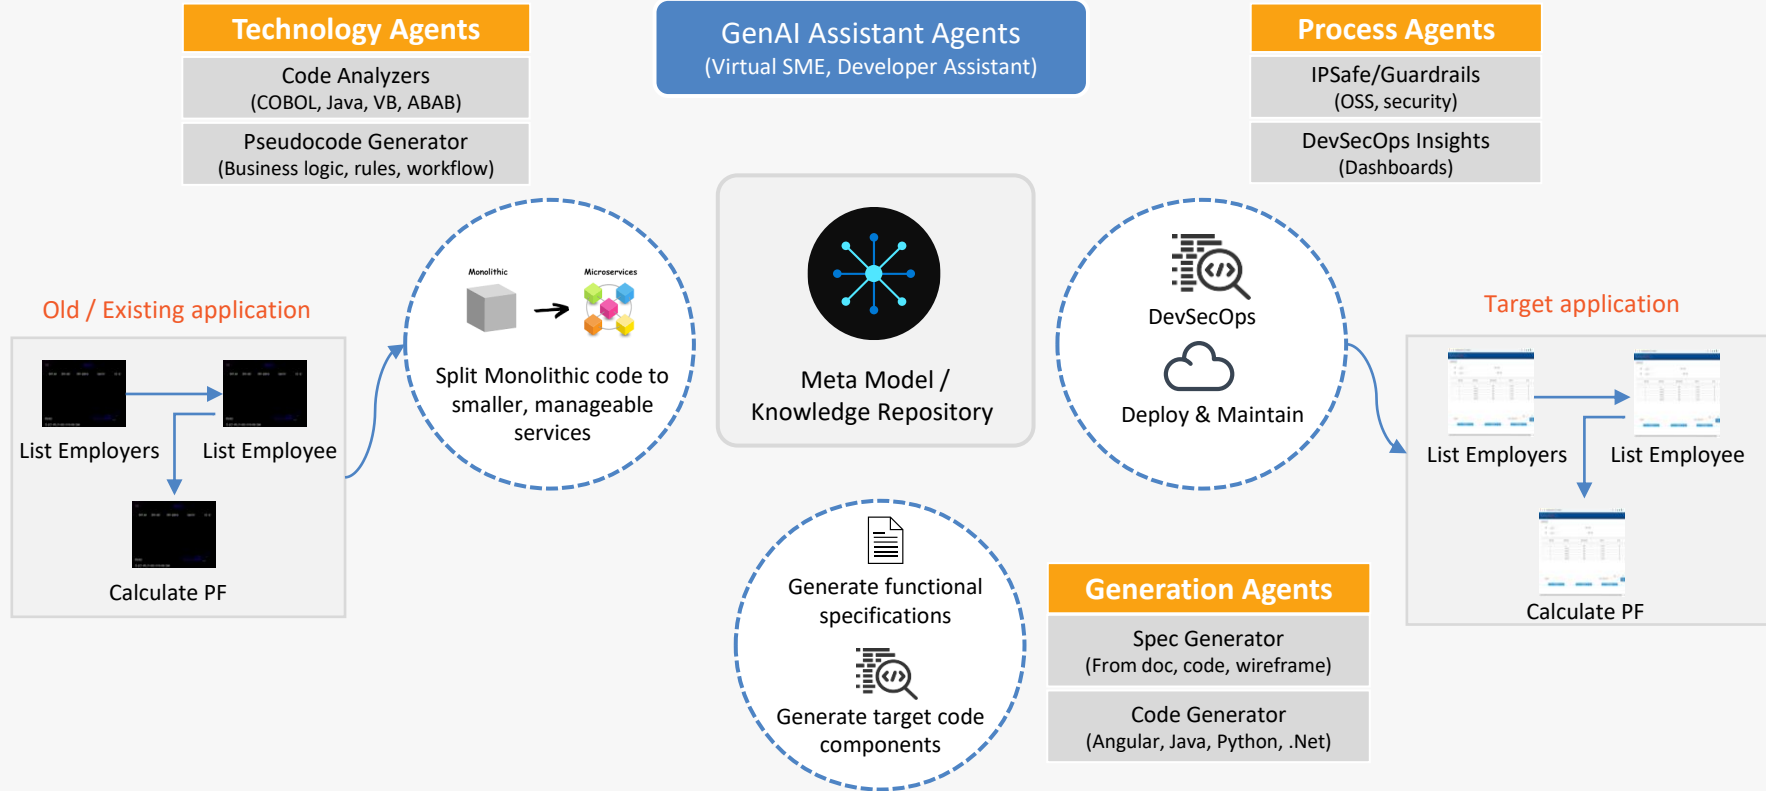 Technology Agents
Code Analyzers
(COBOL, Java, VB, ABAB)
Pseudocode Generator
(Business logic, rules, workflow)
GenAI Assistant Agents
(Virtual SME, Developer Assistant)
Process Agents
IPSafe/Guardrails
(OSS, security)
DevSecOps Insights
(Dashboards)
Old / Existing application
List Employers
List Employee
Calculate PF
Monolithic
Microservices
Split Monolithic code to
smaller, manageable
services
Meta Model /
Knowledge Repository
DevSecOps
Deploy & Maintain
Target application
List Employers
List Employee
Calculate PF
Generate functional
specifications
Generate target code
components
Generation Agents
Spec Generator
(From doc, code, wireframe)
Code Generator
(Angular, Java, Python, .Net)